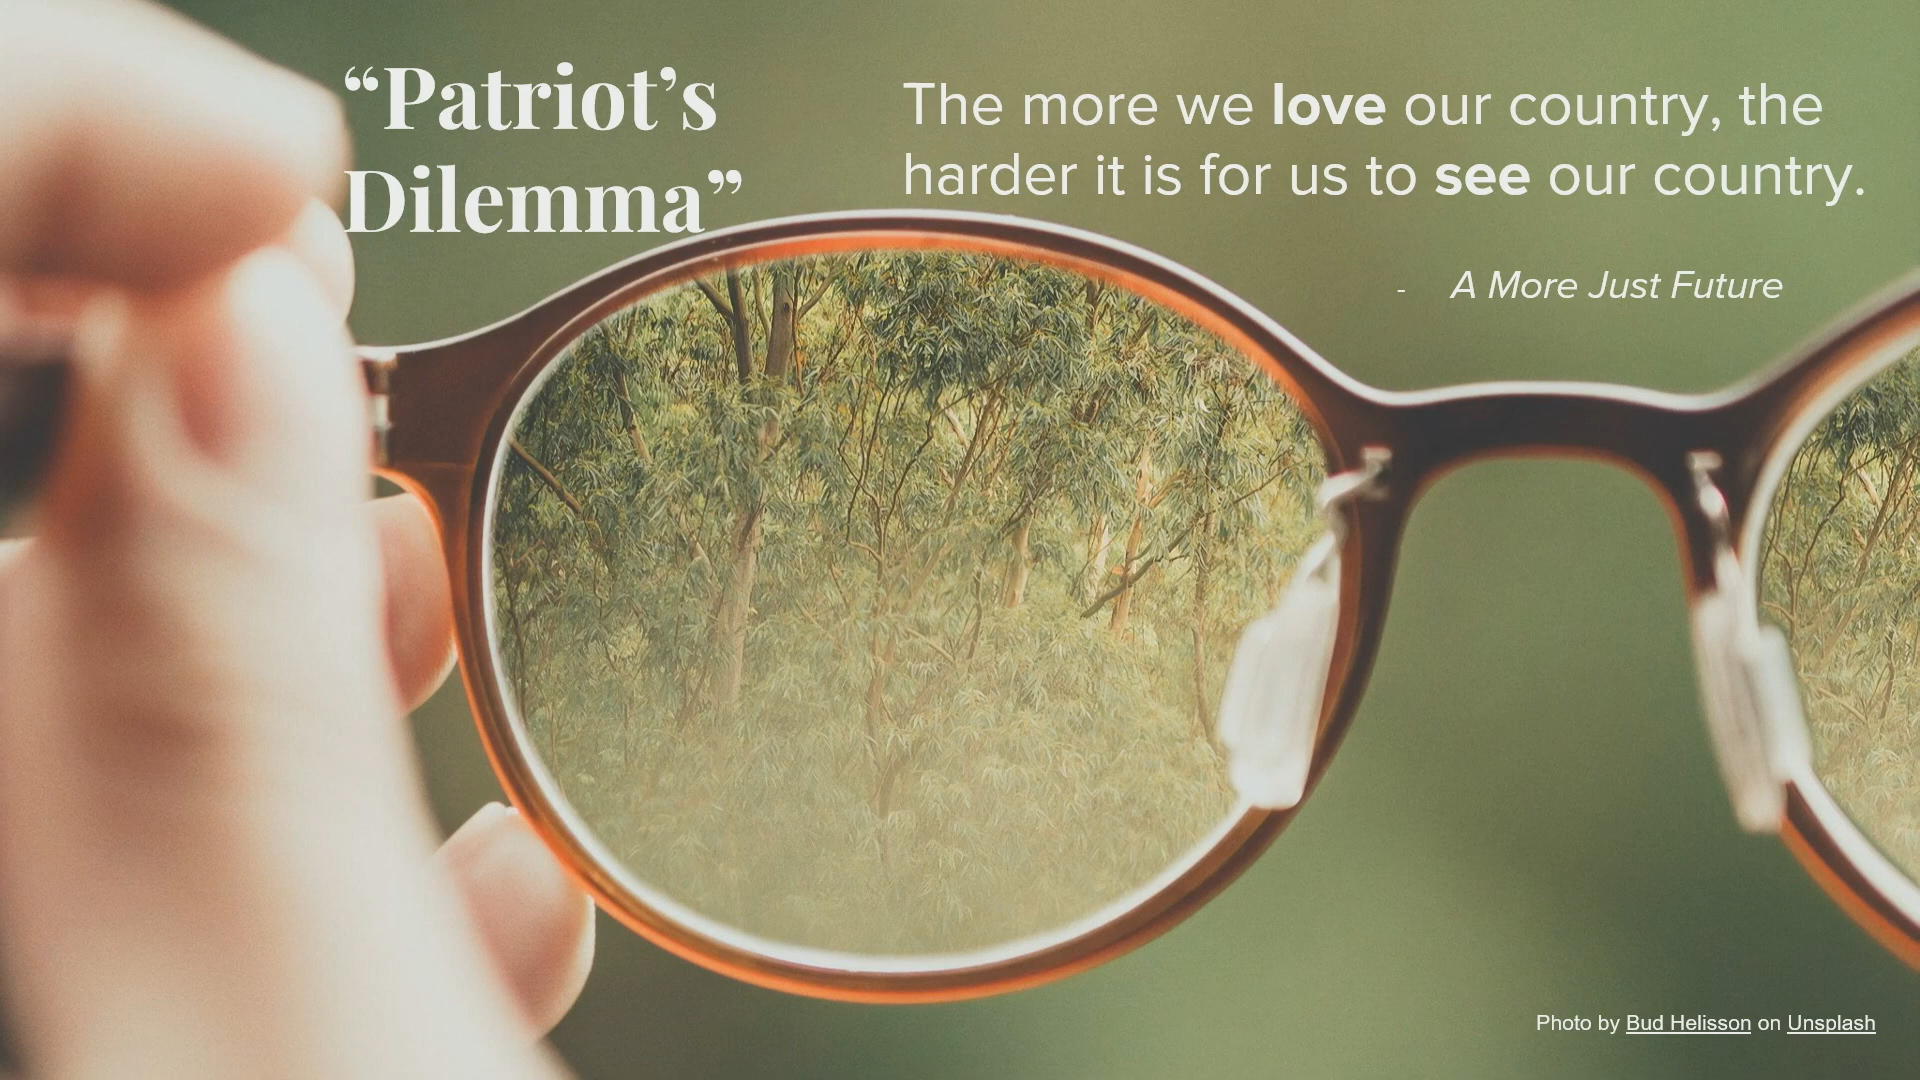 “Patriot’s
Dilemma”
The more we love our country, the
harder it is for us to see our country.
- A More Just Future
Photo by Bud Helisson on Unsplash